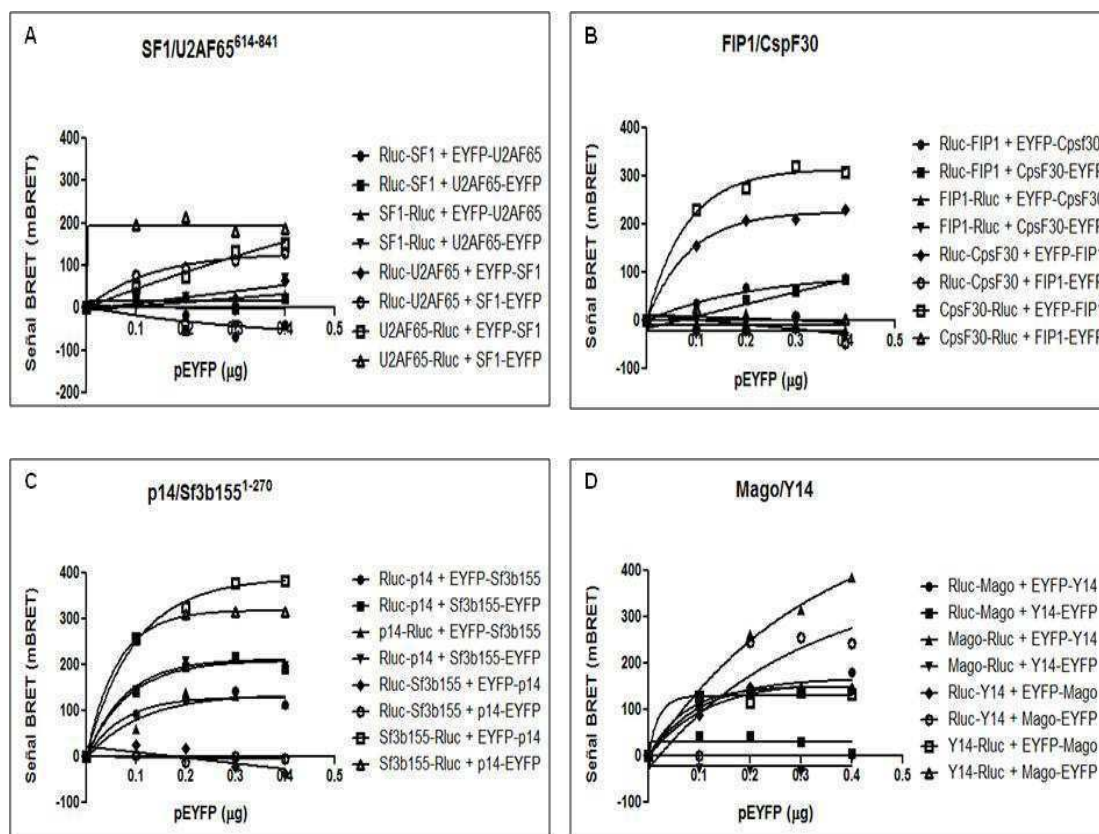 A
SF1/U2AF65^614-841
Señal BRET (mBRET)
400
300
200
100
0
-100
-200
0.1
0.2
0.3
0.4
0.5
pEYFP (µg)
Rluc-SF1 + EYFP-U2AF65
Rluc-SF1 + U2AF65-EYFP
SF1-Rluc + EYFP-U2AF65
SF1-Rluc + U2AF65-EYFP
Rluc-U2AF65 + EYFP-SF1
Rluc-U2AF65 + SF1-EYFP
U2AF65-Rluc + EYFP-SF1
U2AF65-Rluc + SF1-EYFP
B
FIP1/CspF30
Señal BRET (mBRET)
400
300
200
100
0
-100
0.1
0.2
0.3
0.4
0.5
pEYFP (µg)
Rluc-FIP1 + EYFP-Cpsf30
Rluc-FIP1 + CpsF30-EYFP
FIP1-Rluc + EYFP-CpsF30
FIP1-Rluc + CpsF30-EYFP
Rluc-CpsF30 + EYFP-FIP1
Rluc-CpsF30 + FIP1-EYFP
CpsF30-Rluc + EYFP-FIP1
CpsF30-Rluc + FIP1-EYFP
C
p14/Sf3b155^1-270
Señal BRET (mBRET)
400
300
200
100
0
-100
0.1
0.2
0.3
0.4
0.5
pEYFP (µg)
Rluc-p14 + EYFP-Sf3b155
Rluc-p14 + Sf3b155-EYFP
p14-Rluc + EYFP-Sf3b155
Rluc-p14 + Sf3b155-EYFP
Rluc-Sf3b155 + EYFP-p14
Rluc-Sf3b155 + p14-EYFP
Sf3b155-Rluc + EYFP-p14
Sf3b155-Rluc + p14-EYFP
D
Mago/Y14
Señal BRET (mBRET)
400
300
200
100
0
-100
0.1
0.2
0.3
0.4
0.5
pEYFP (µg)
Rluc-Mago + EYFP-Y14
Rluc-Mago + Y14-EYFP
Mago-Rluc + EYFP-Y14
Mago-Rluc + Y14-EYFP
Rluc-Y14 + EYFP-Mago
Rluc-Y14 + Mago-EYFP
Y14-Rluc + EYFP-Mago
Y14-Rluc + Mago-EYFP